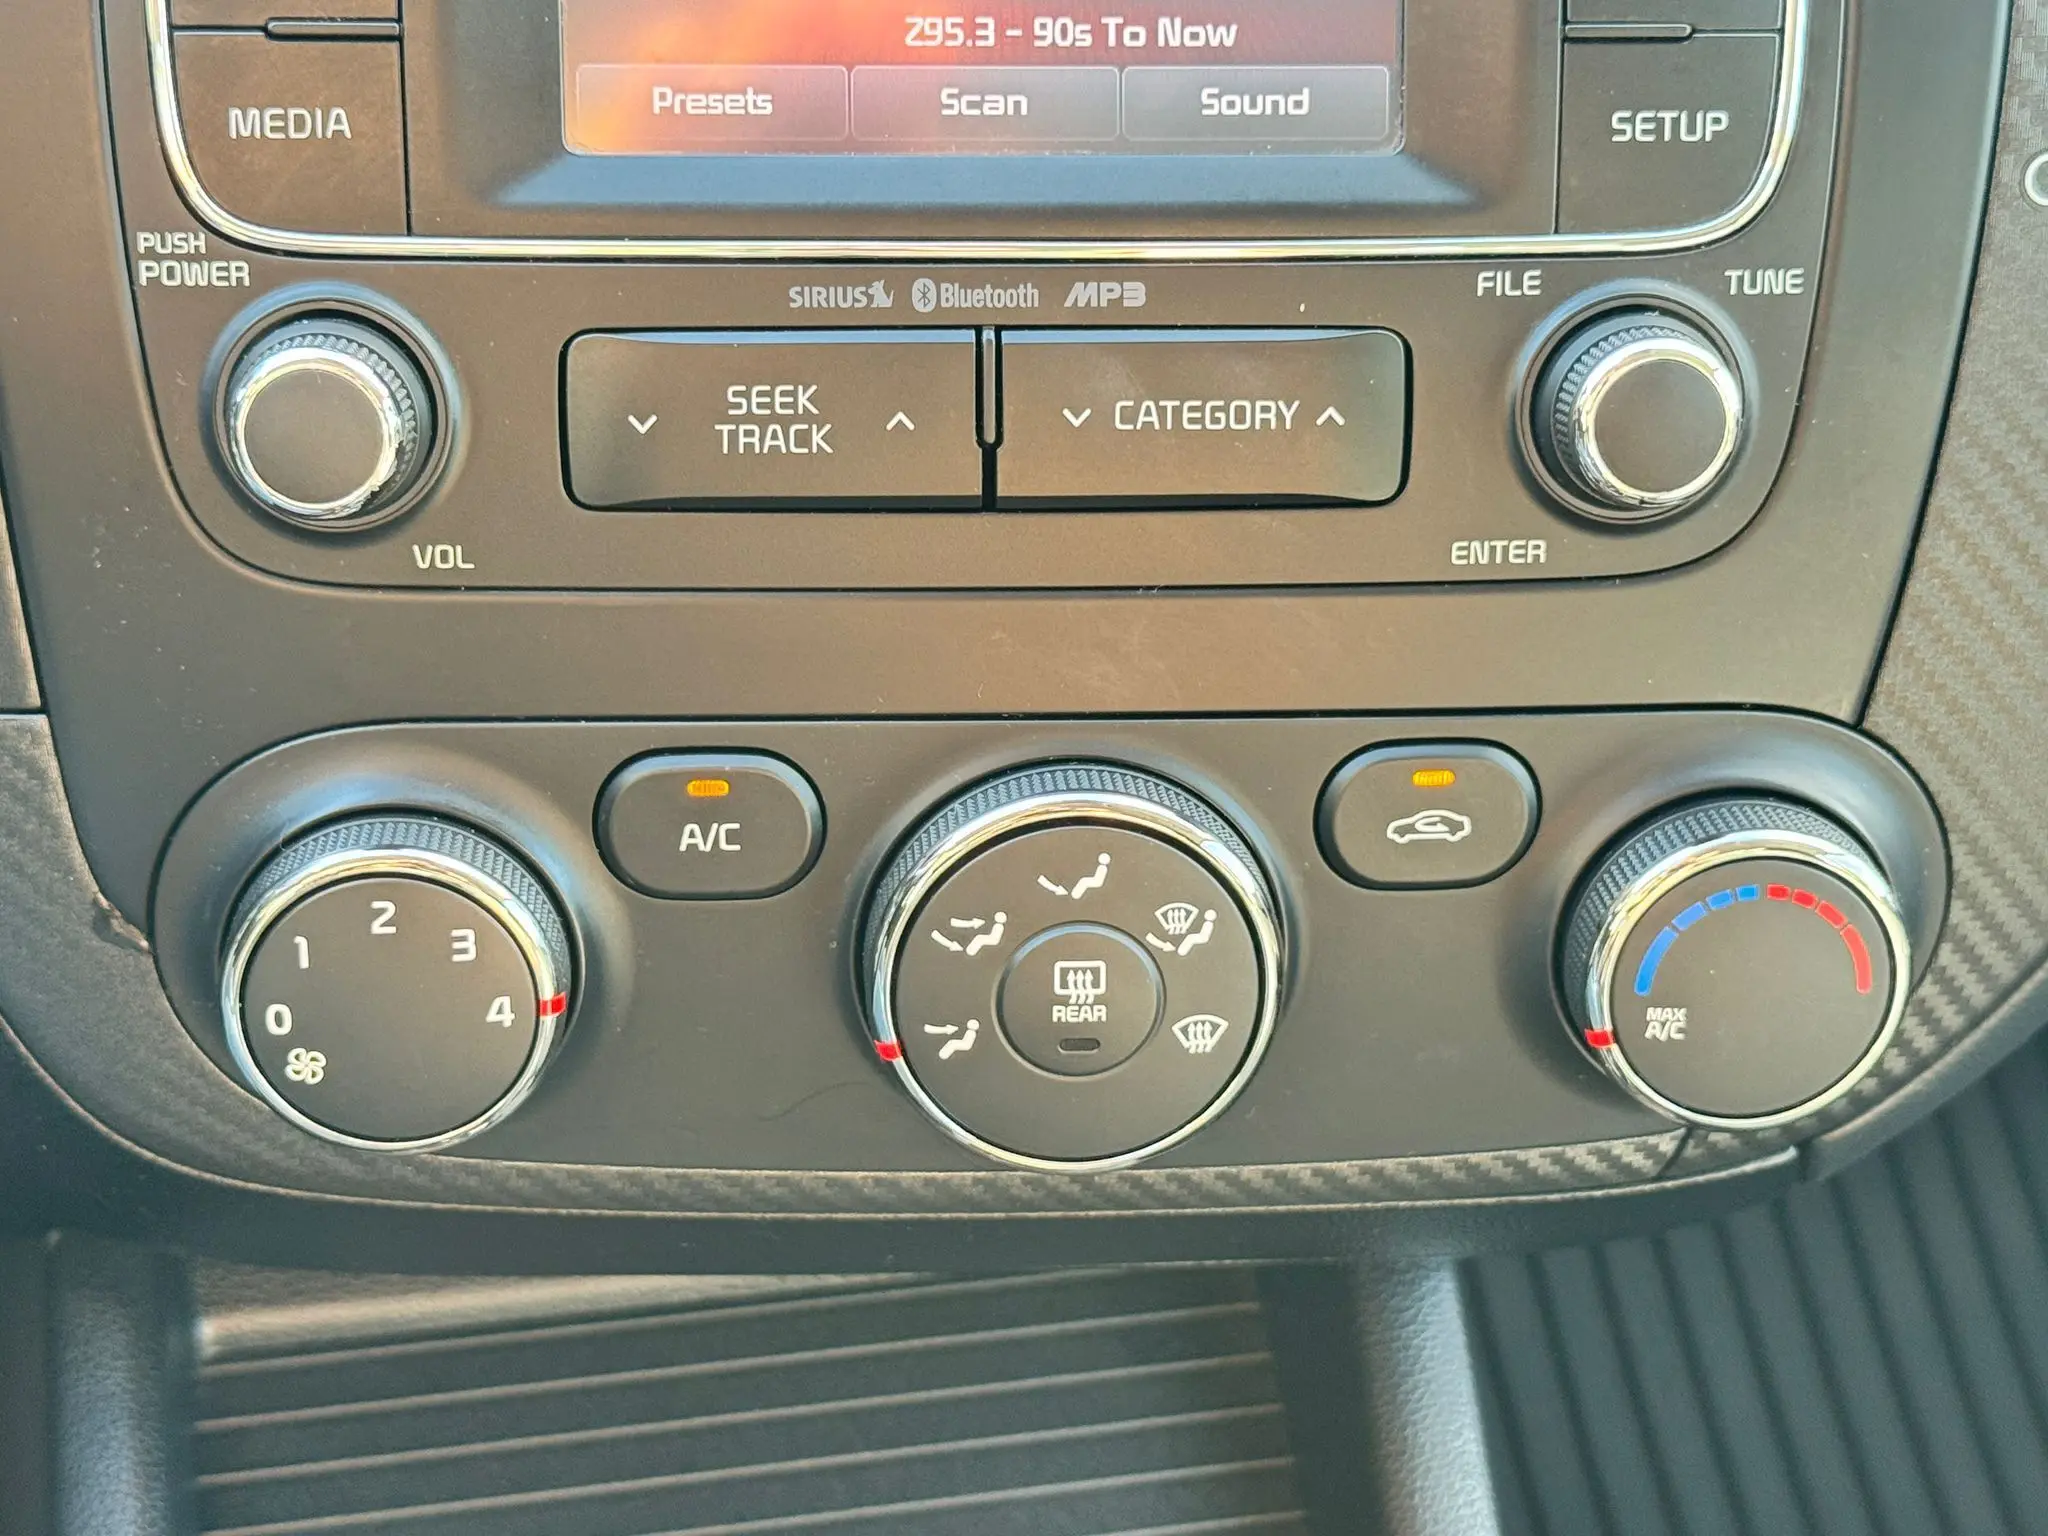 Z95.3 - 90s To Now
Presets Scan Sound
MEDIA
SETUP
PUSH
POWER
VOL
SIRIUS Bluetooth MP3
SEEK
TRACK
CATEGORY
FILE
TUNE
ENTER
0 1 2 3 4
A/C
REAR
MAX
A/C